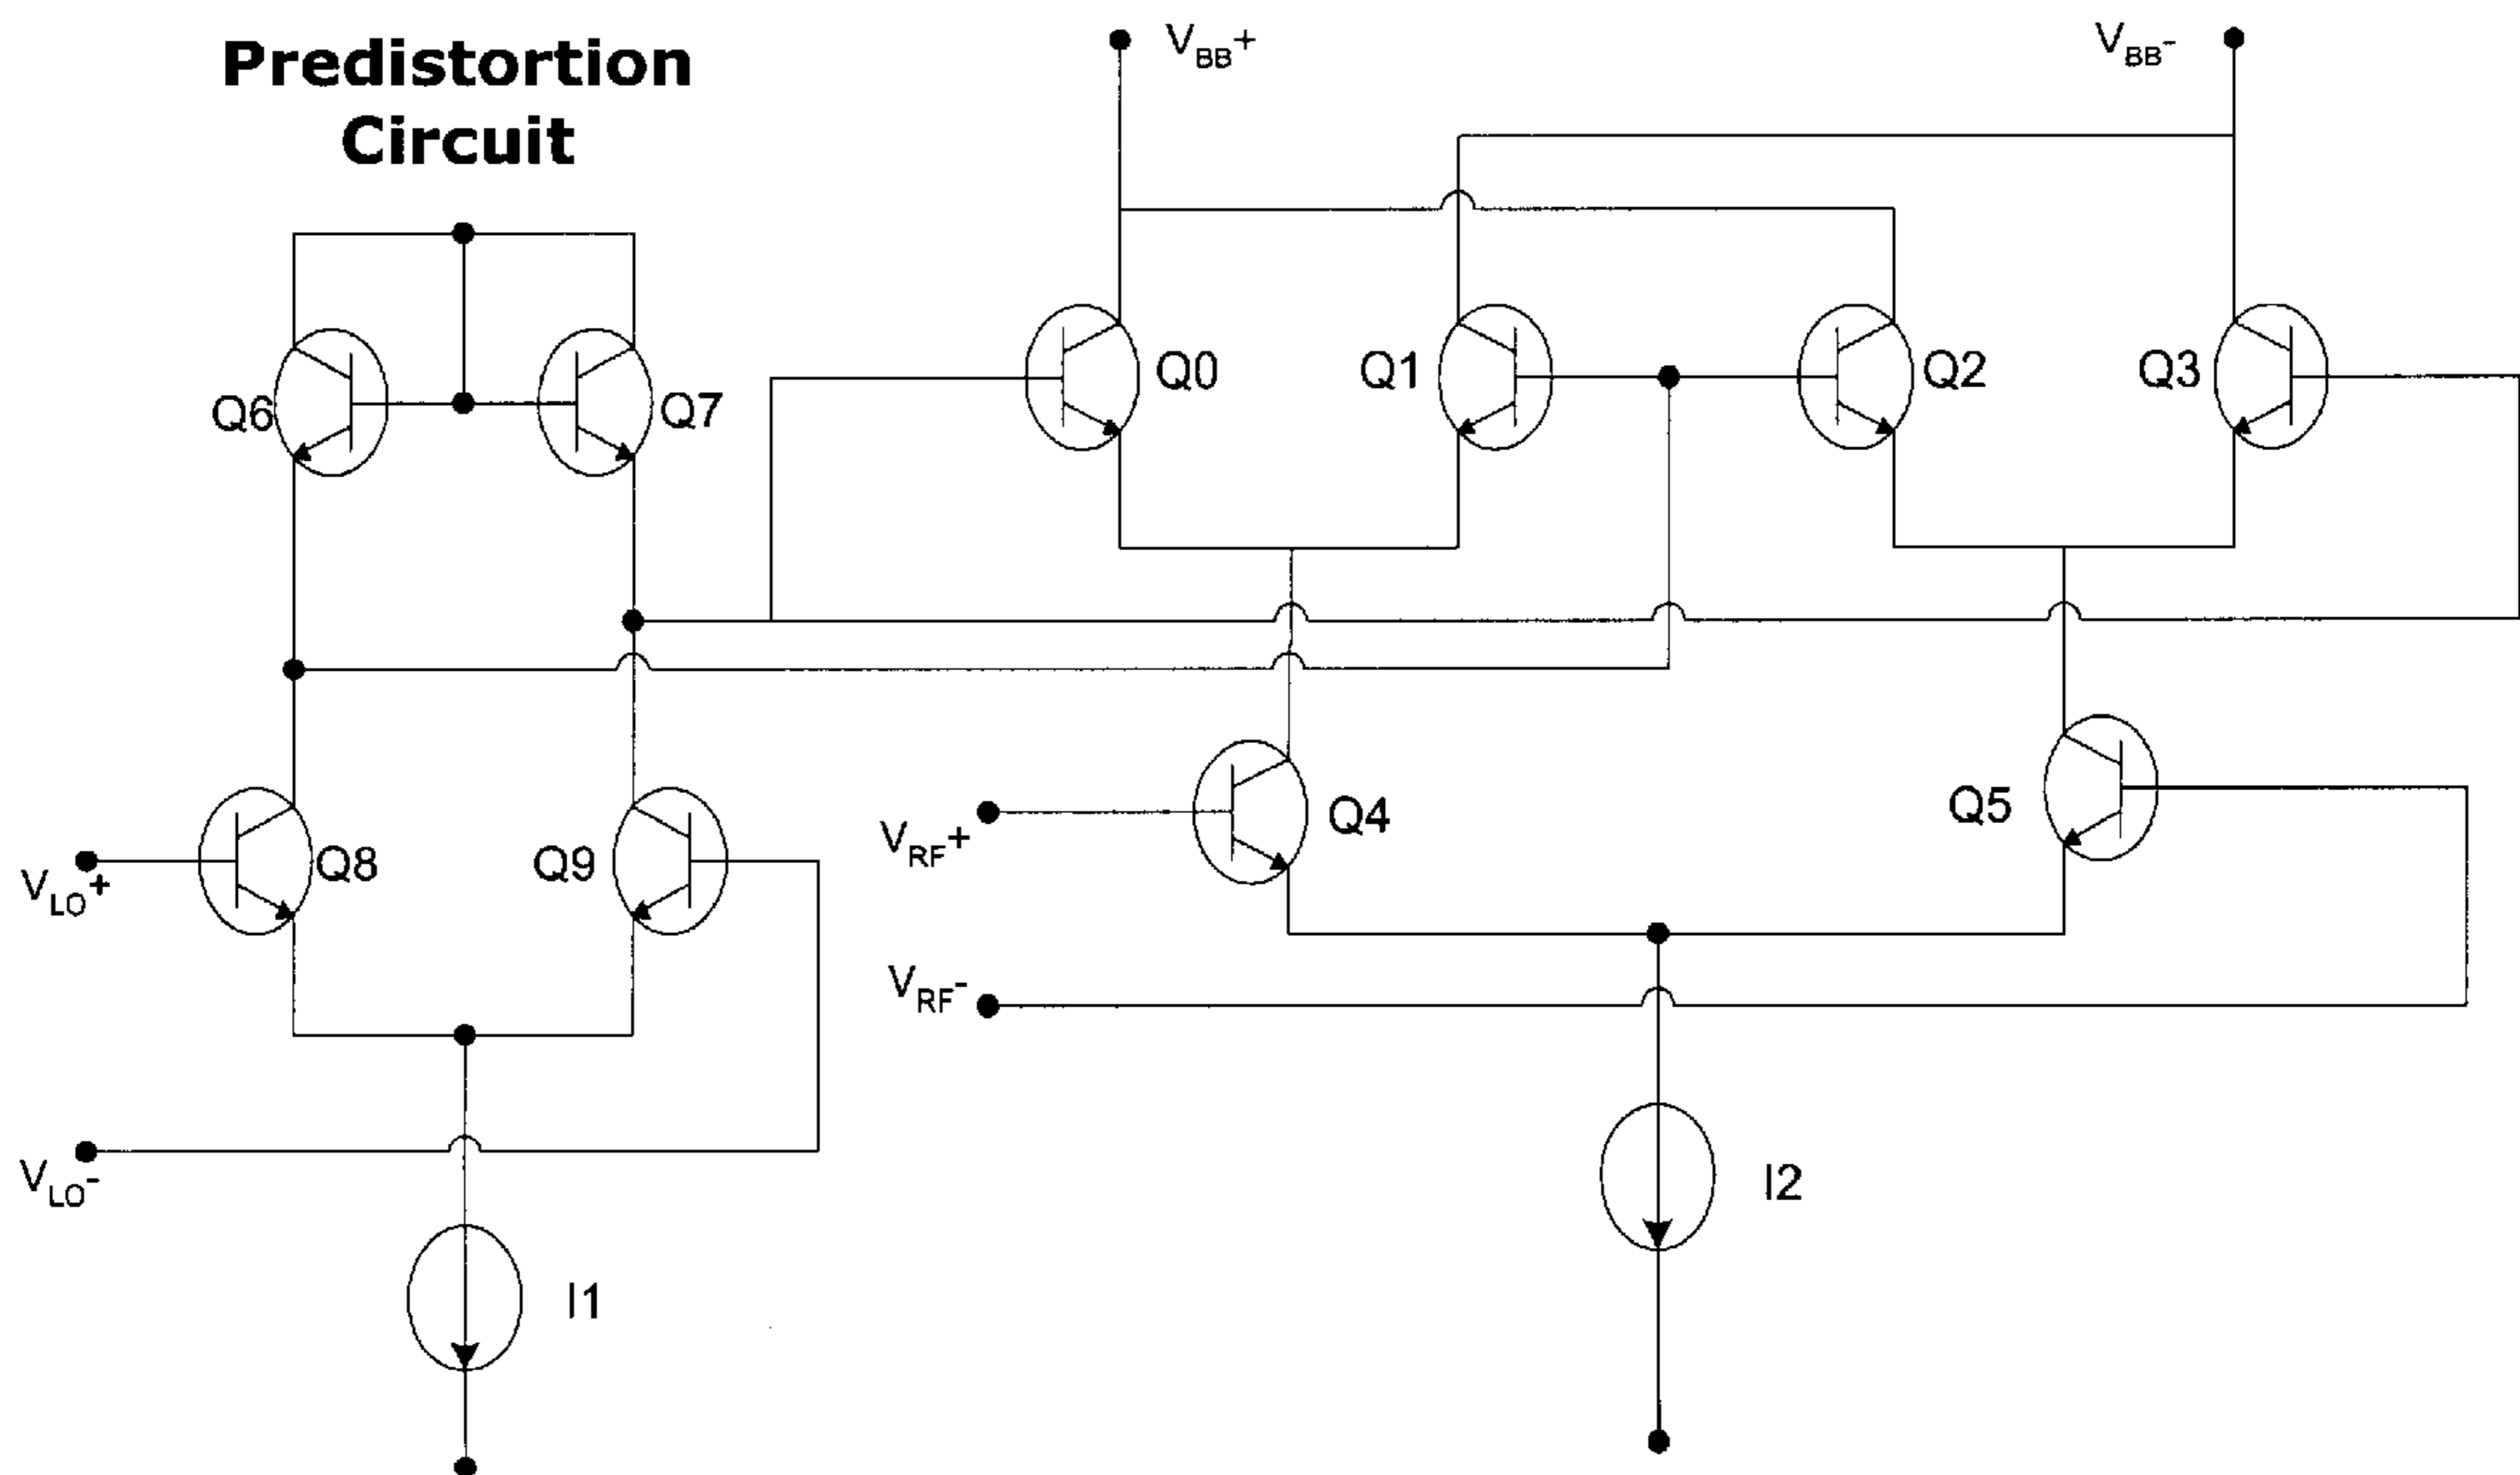 Predistortion
Circuit
VBB+
VBB-
Q6
Q7
Q0
Q1
Q2
Q3
Q8
Q9
VLO+
VRF+
Q4
Q5
VRF-
VLO-
I2
I1